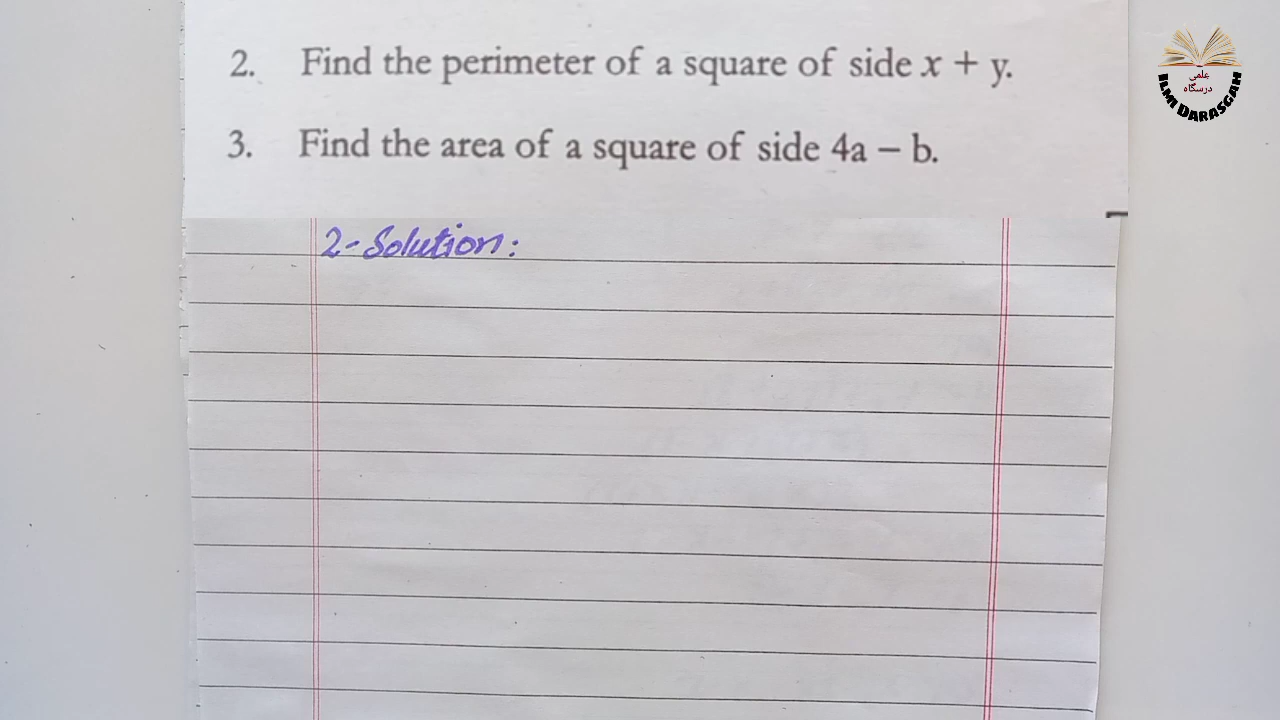 2. Find the perimeter of a square of side x + y.
3. Find the area of a square of side 4a − b.
2-Solution:
علمی
درسگاہ
ILMI DARASGAH